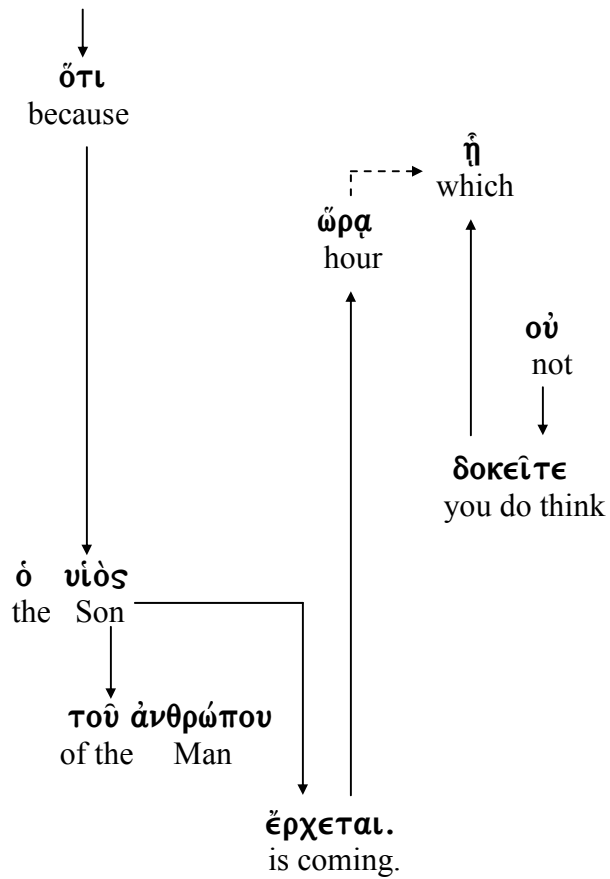 ὅτι
because
ᾗ
which
ὥρᾳ
hour
οὐ
not
δοκεῖτε
you do think
ὁ υἱὸς
the Son
τοῦ ἀνθρώπου
of the Man
ἔρχεται.
is coming.